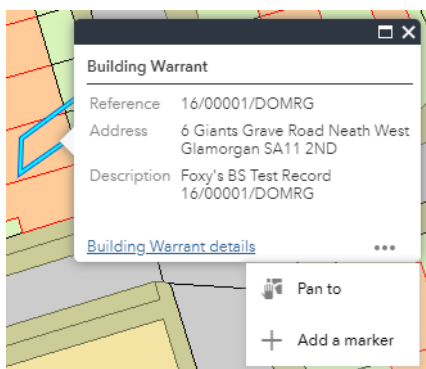 Building Warrant
Reference 16/00001/DOMRG
Address 6 Giants Grave Road Neath West
Glamorgan SA11 2ND
Description Foxy's BS Test Record
16/00001/DOMRG
Building Warrant details
Pan to
Add a marker